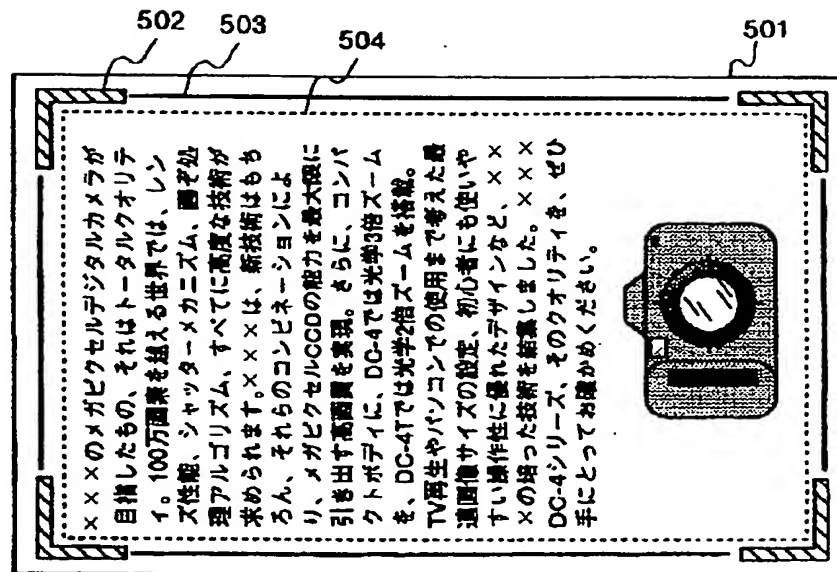 502
503
504
501
×××のメガピクセルデジタルカメラが
目指したもの、それはトータルクオリテ
ィ。100万画素を越える世界では、レン
ズ性能、シャッターメカニズム、画ぞ処
理アルゴリズム、すべてに高度な技術が
求められます。×××は、新技術はもち
ろん、それらのコンビネーションによ
り、メガピクセルCCDの能力を最大限に
引き出す高画質を実現。さらに、コンパ
クトボディに、DC-4では光学3倍ズーム
を、DC-4Tでは光学2倍ズームを搭載。
TV再生やパソコンでの使用まで考えた最
適画像サイズの設定、初心者にも使いや
すい操作性に優れたデザインなど、××
×の培った技術を結集しました。×××
DC-4シリーズ、そのクオリティを、ぜひ
手にとってお確かめください。